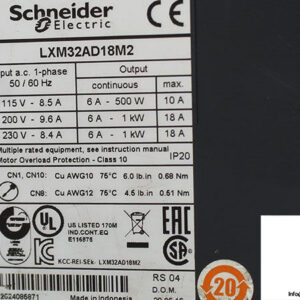 Schneider
Electric
LXM32AD18M2
put a.c. 1-phase
50 / 60 Hz
Output
continuous
max.
115 V - 8.5 A
6 A - 500 W
10 A
200 V - 9.6 A
6 A - 1 kW
18 A
230 V - 8.4 A
6 A - 1 kW
18 A
Multiple rated equipment, see instruction manual
Motor Overload Protection - Class 10
IP20
CN1, CN10: Cu AWG10 75°C 6.0 lb.in 0.68 Nm
CN8: Cu AWG12 75°C 4.5 lb.in 0.51 Nm
UL
US LISTED 170M
IND.CONT.EQ
E116875
EAC
KCC-REI-SEk- LXM32AD18M2
RS 04
D.O.M.
Made in Indonesia
20